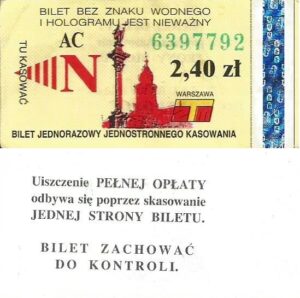 BILET BEZ ZNAKU WODNEGO
I HOLOGRAMU JEST NIEWAŻNY
TU KASOWAĆ
AC
6397792
N
2,40 zł
WARSZAWA
ZTM
BILET JEDNORAZOWY JEDNOSTRONNEGO KASOWANIA
Uiszczenie PEŁNEJ OPŁATY
odbywa się poprzez skasowanie
JEDNEJ STRONY BILETU.
BILET ZACHOWAĆ
DO KONTROLI.